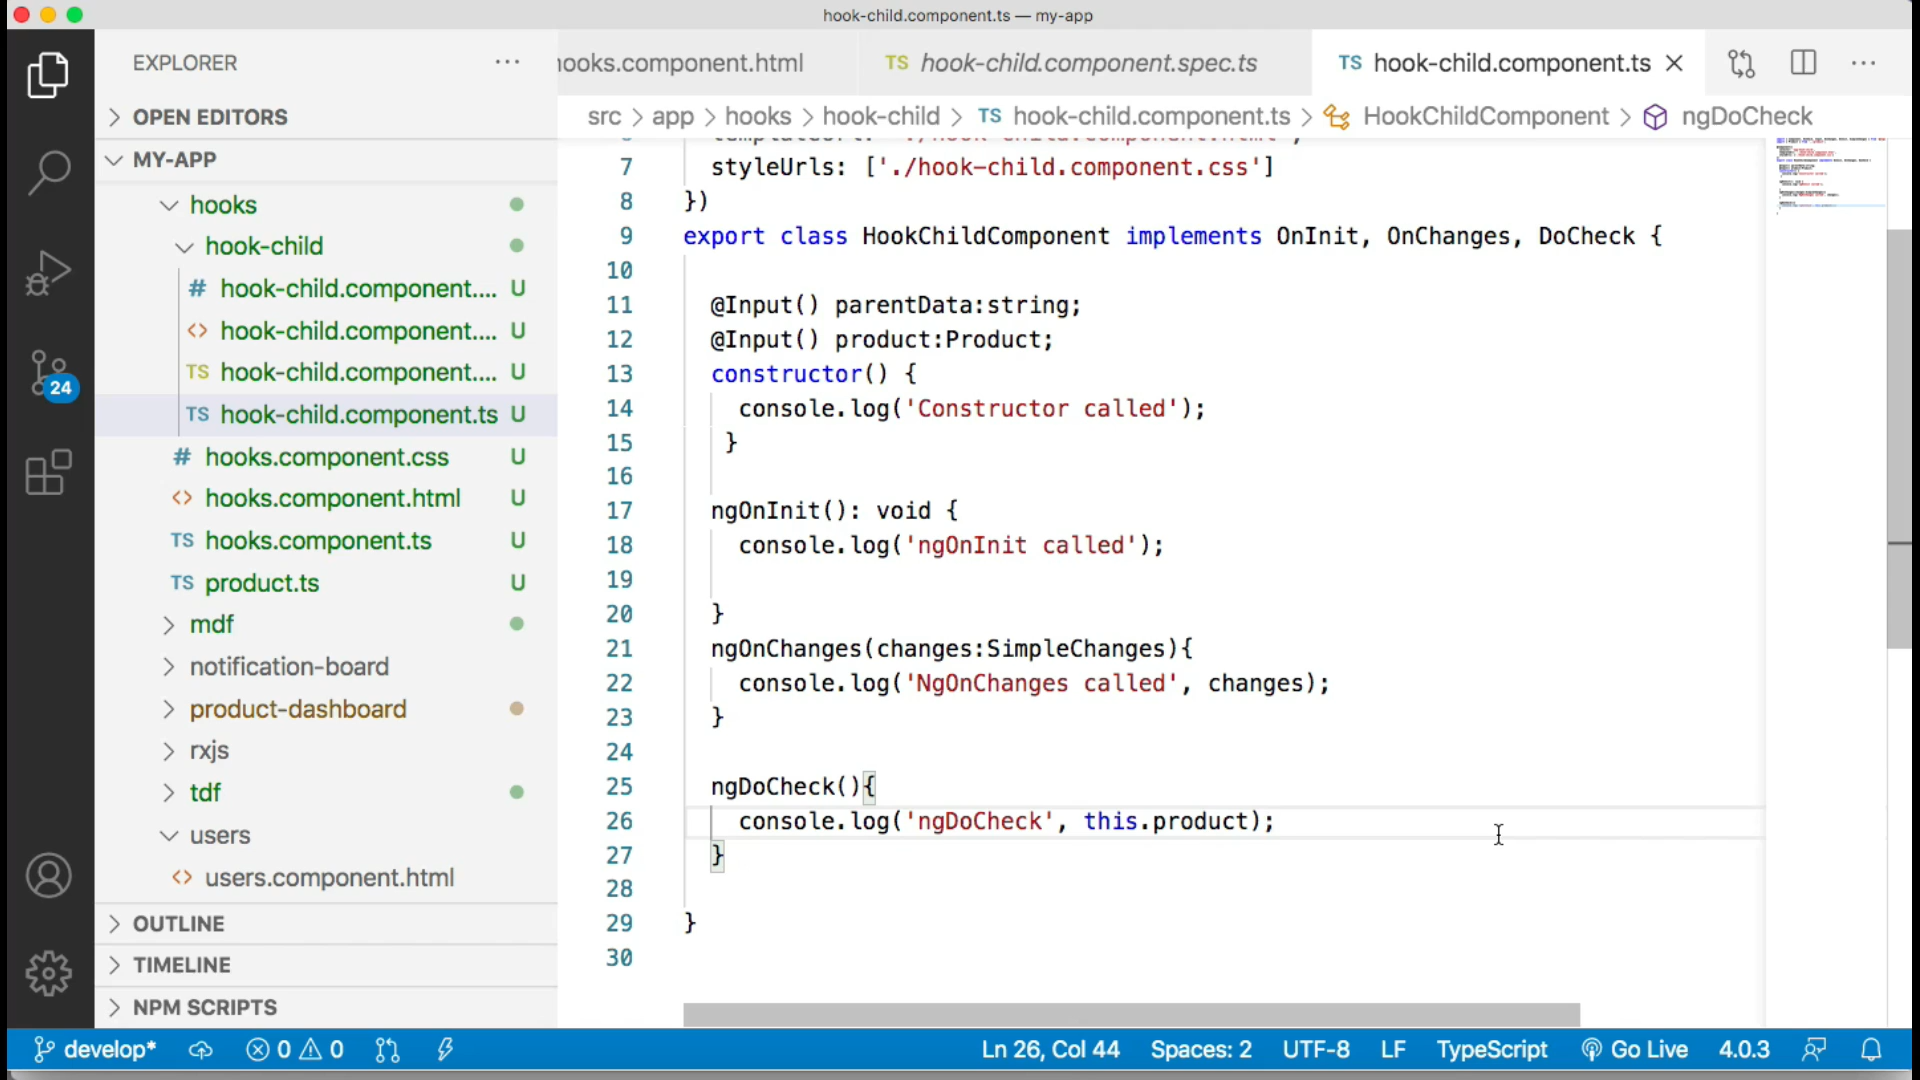 hook-child.component.ts — my-app
EXPLORER
OPEN EDITORS
MY-APP
hooks
hook-child
hook-child.component.... U
hook-child.component.... U
TS hook-child.component.... U
TS hook-child.component.ts U
hooks.component.css U
hooks.component.html U
TS hooks.component.ts U
TS product.ts U
mdf
notification-board
product-dashboard
rxjs
tdf
users
users.component.html
OUTLINE
TIMELINE
NPM SCRIPTS
24
hooks.component.html
TS hook-child.component.spec.ts
TS hook-child.component.ts
src > app > hooks > hook-child > TS hook-child.component.ts > HookChildComponent > ngDoCheck
6 templateUrl: './hook-child.component.html',
7 styleUrls: ['./hook-child.component.css']
8 })
9 export class HookChildComponent implements OnInit, OnChanges, DoCheck {
10
11 @Input() parentData:string;
12 @Input() product:Product;
13 constructor() {
14 console.log('Constructor called');
15 }
16
17 ngOnInit(): void {
18 console.log('ngOnInit called');
19
20 }
21 ngOnChanges(changes:SimpleChanges){
22 console.log('NgOnChanges called', changes);
23 }
24
25 ngDoCheck(){
26 console.log('ngDoCheck', this.product);
27 }
28
29 }
30
develop* 0 0 Ln 26, Col 44 Spaces: 2 UTF-8 LF TypeScript Go Live 4.0.3